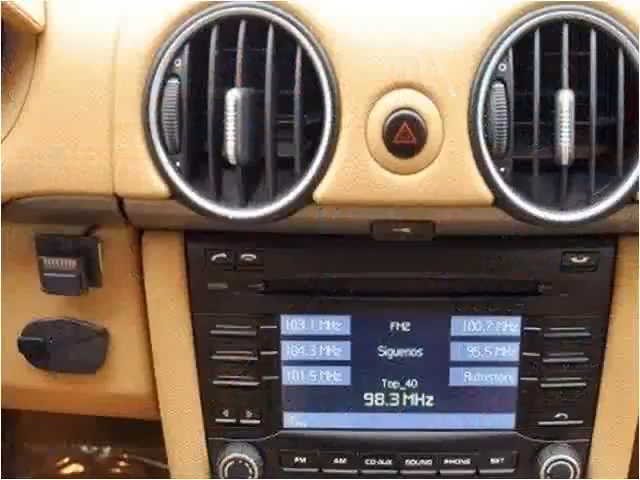 103.1 MHz FM2 100.7 MHz
104.3 MHz Siguenos 95.5 MHz
101.5 MHz Top_40 Autostore
98.3 MHz
FM AM CD·AUX SOUND PHONE SET